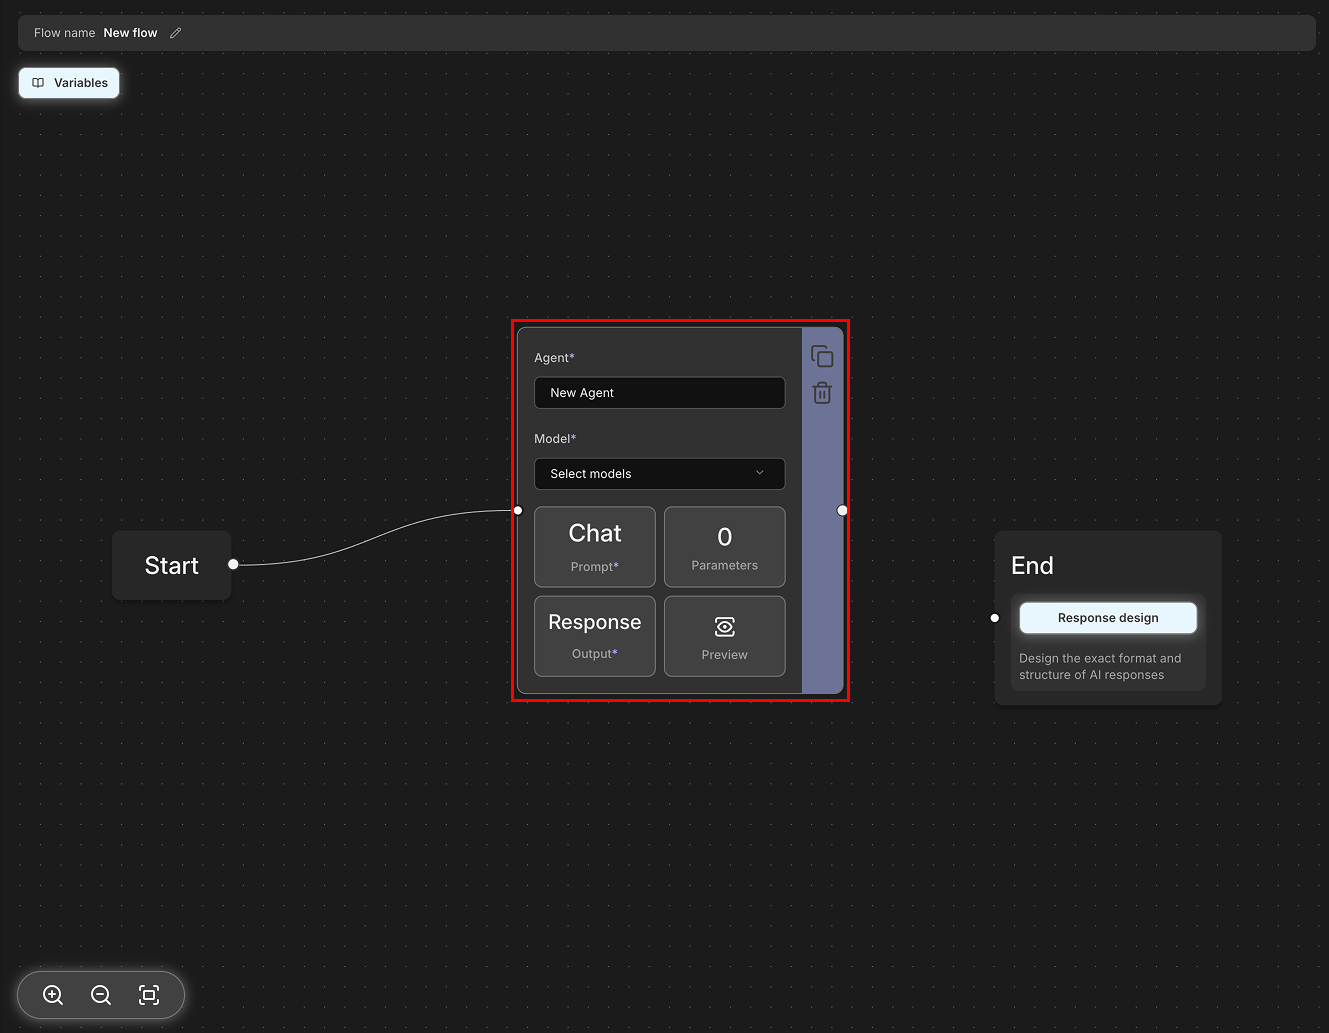 Flow name New flow
Variables
Agent*
New Agent
Model*
Select models
Chat
Prompt*
0
Parameters
Response
Output*
Preview
Start
End
Response design
Design the exact format and
structure of AI responses